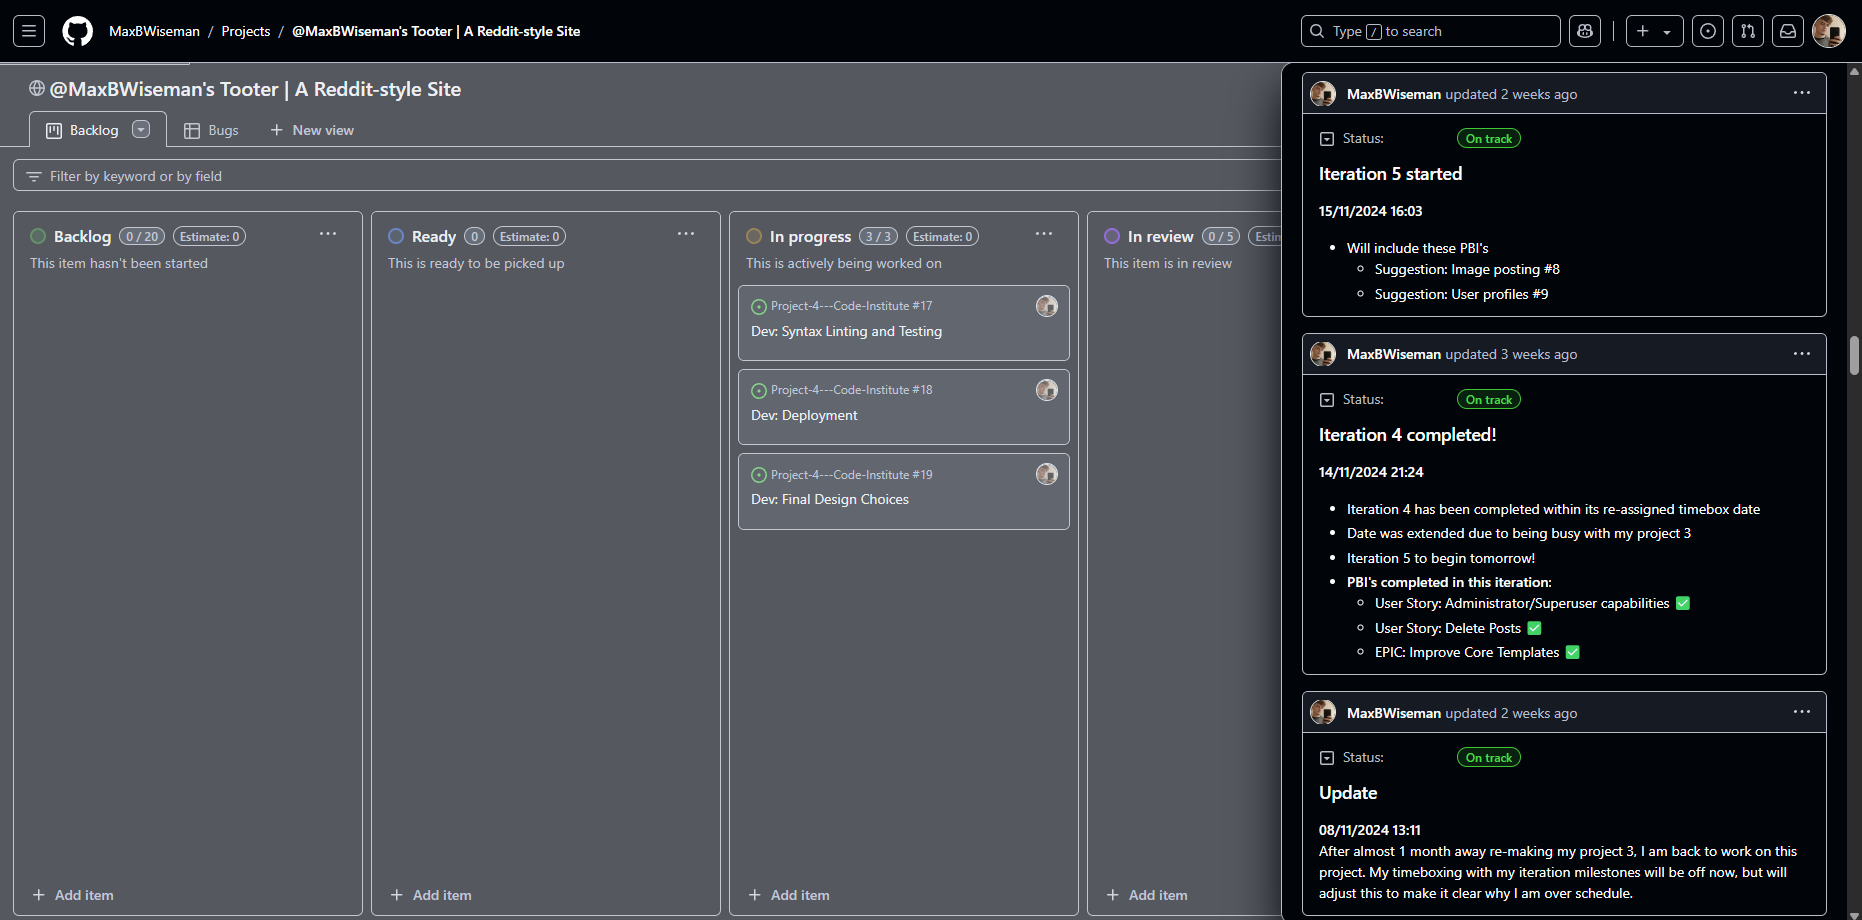 MaxBWiseman / Projects / @MaxBWiseman's Tooter | A Reddit-style Site
Type / to search
@MaxBWiseman's Tooter | A Reddit-style Site
Backlog
Bugs
New view
Filter by keyword or by field
Backlog 0 / 20 Estimate: 0
This item hasn't been started
Add item
Ready 0 Estimate: 0
This is ready to be picked up
Add item
In progress 3 / 3 Estimate: 0
This is actively being worked on
Project-4---Code-Institute #17
Dev: Syntax Linting and Testing
Project-4---Code-Institute #18
Dev: Deployment
Project-4---Code-Institute #19
Dev: Final Design Choices
Add item
In review 0 / 5 Estin
This item is in review
Add item
MaxBWiseman updated 2 weeks ago
Status: On track
Iteration 5 started
15/11/2024 16:03
Will include these PBI's
Suggestion: Image posting #8
Suggestion: User profiles #9
MaxBWiseman updated 3 weeks ago
Status: On track
Iteration 4 completed!
14/11/2024 21:24
Iteration 4 has been completed within its re-assigned timebox date
Date was extended due to being busy with my project 3
Iteration 5 to begin tomorrow!
PBI's completed in this iteration:
User Story: Administrator/Superuser capabilities ✅
User Story: Delete Posts ✅
EPIC: Improve Core Templates ✅
MaxBWiseman updated 2 weeks ago
Status: On track
Update
08/11/2024 13:11
After almost 1 month away re-making my project 3, I am back to work on this
project. My timeboxing with my iteration milestones will be off now, but will
adjust this to make it clear why I am over schedule.